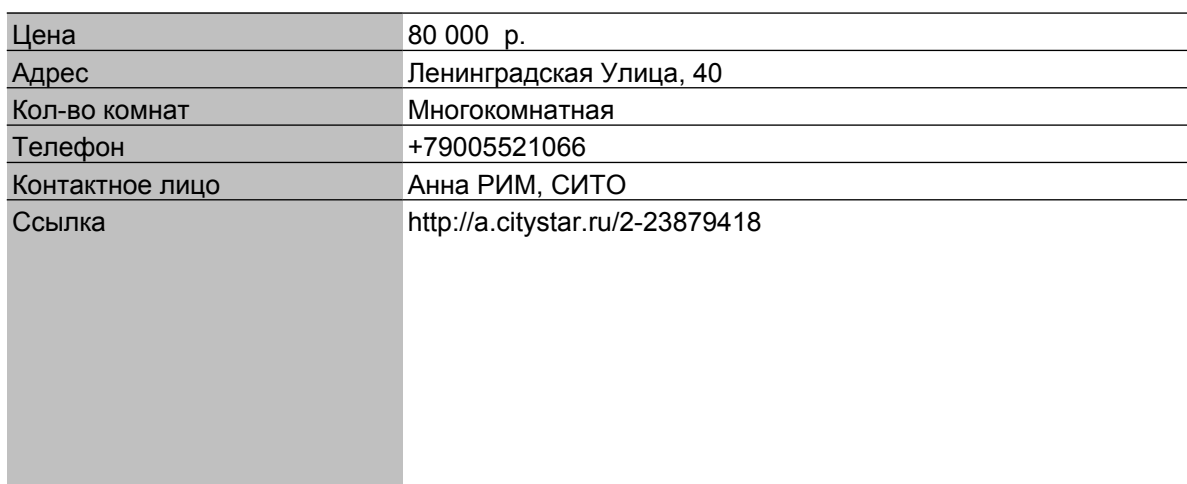 Цена 80 000 р.
Адрес Ленинградская Улица, 40
Кол-во комнат Многокомнатная
Телефон +79005521066
Контактное лицо Анна РИМ, СИТО
Ссылка http://a.citystar.ru/2-23879418